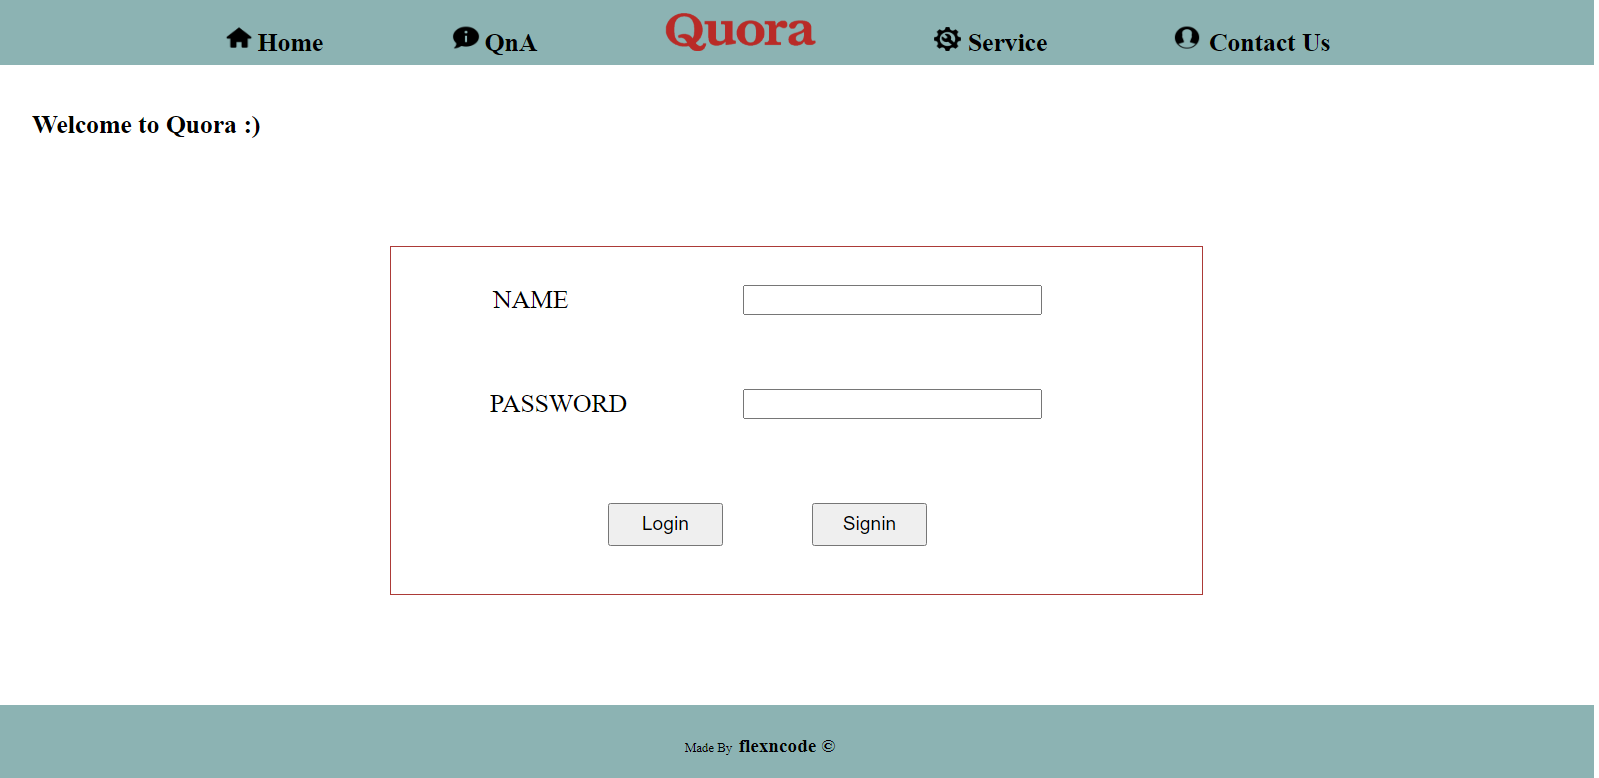 Home QnA Quora Service Contact Us
Welcome to Quora :)
NAME
PASSWORD
Login Signin
Made By flexncode ©